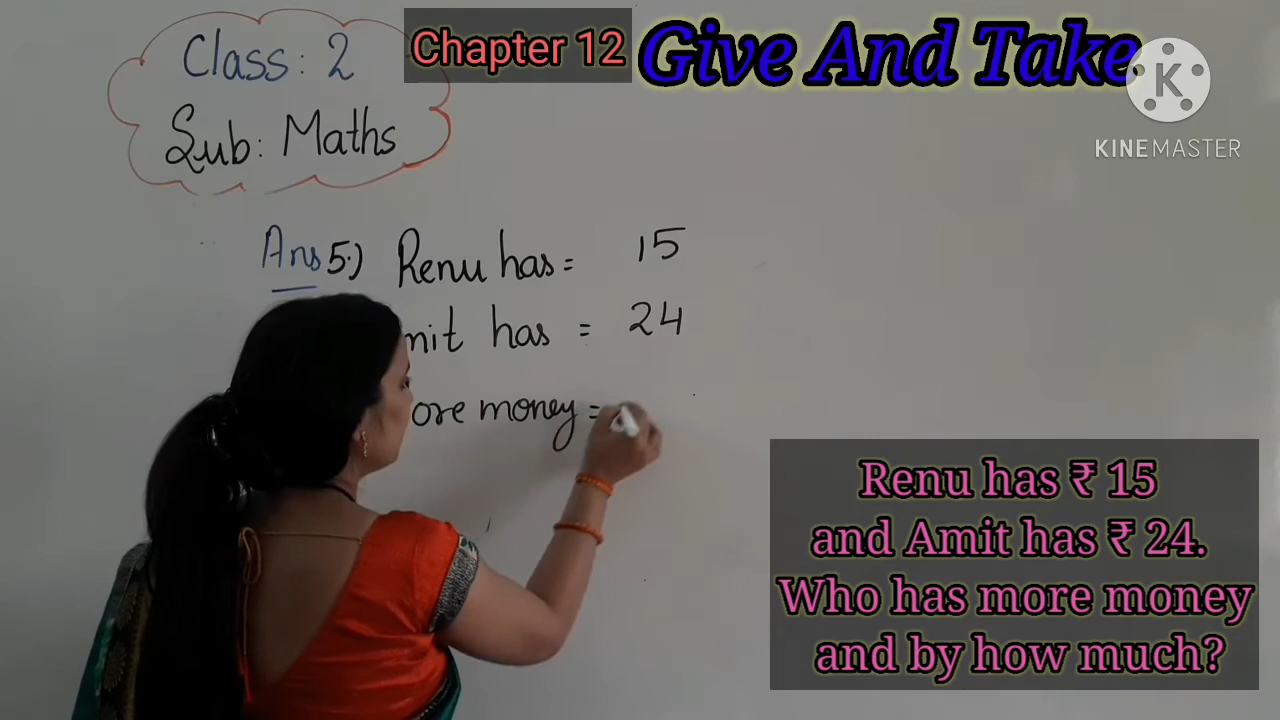 Class: 2
Sub: Maths
Chapter 12
Give And Take
KINEMASTER
Ans 5.) Renu has = 15
mit has = 24
ore money =
Renu has ₹ 15
and Amit has ₹ 24.
Who has more money
and by how much?